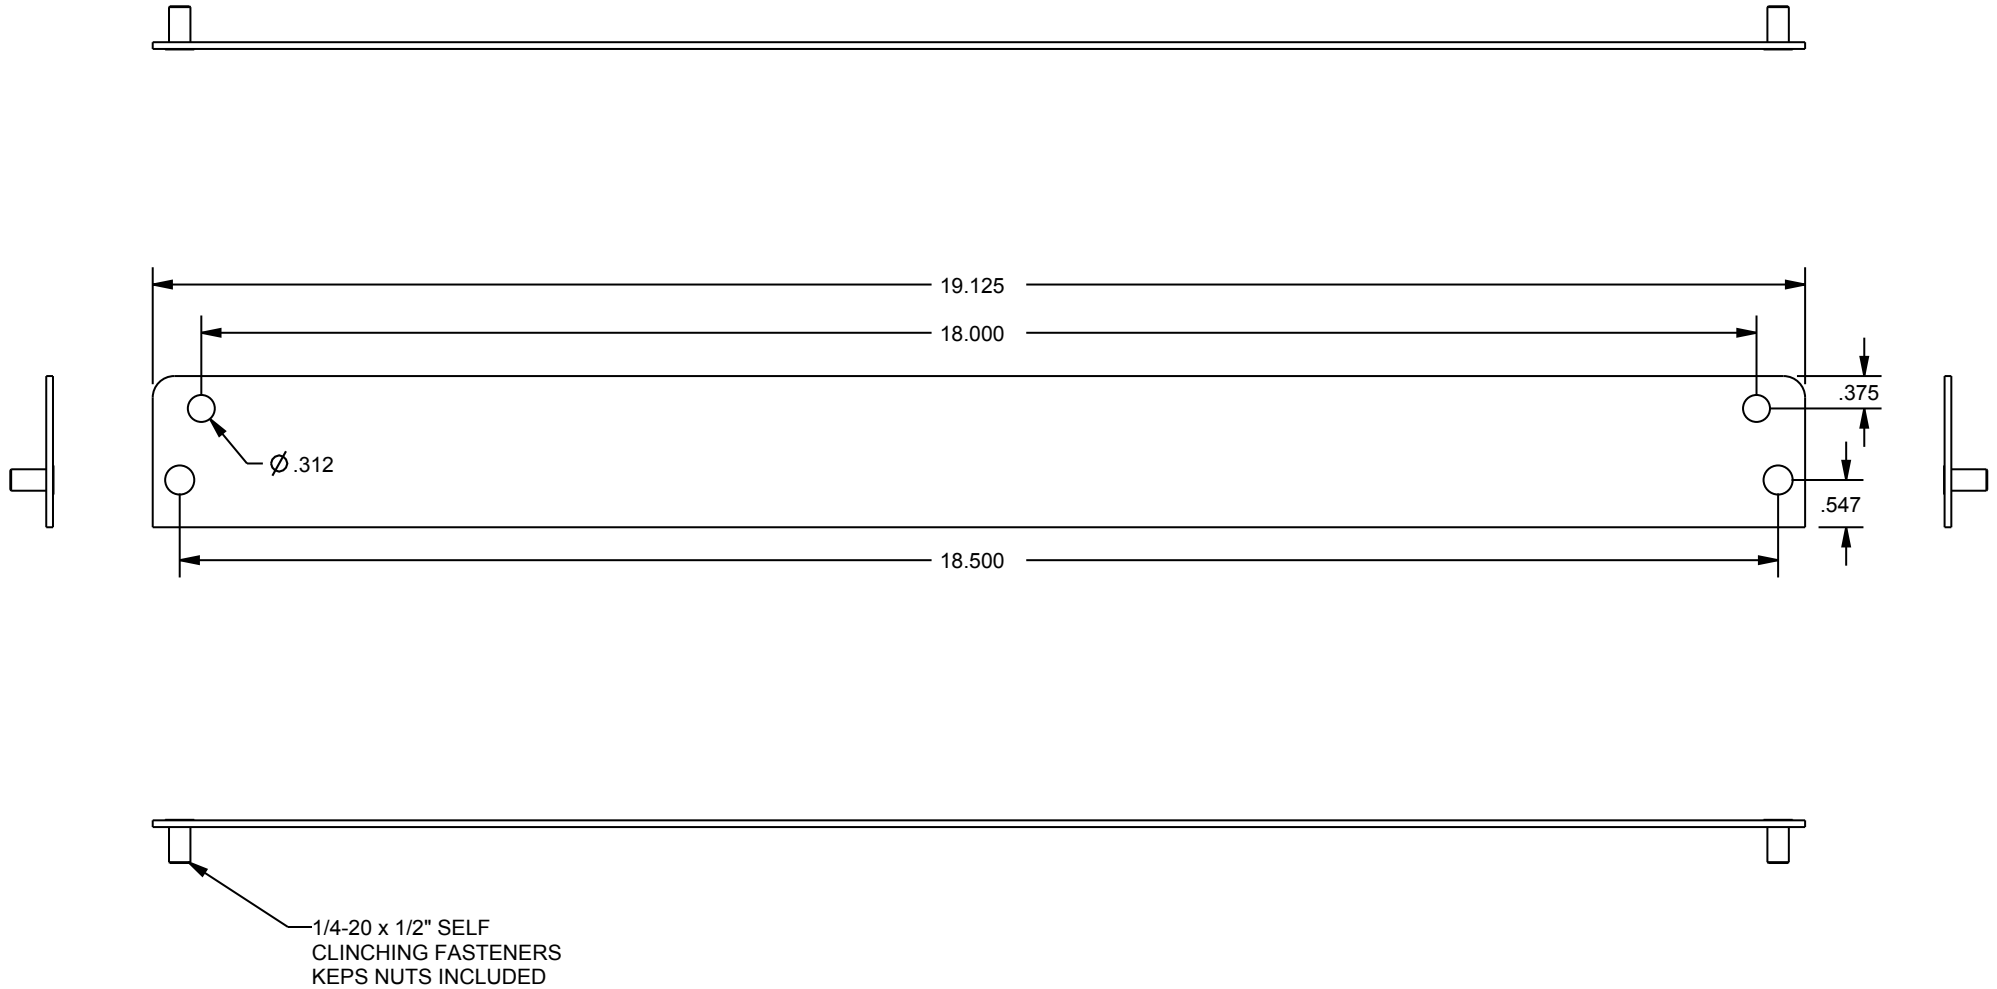 19.125
18.000
.375
Ø .312
.547
18.500
1/4-20 x 1/2" SELF
CLINCHING FASTENERS
KEPS NUTS INCLUDED